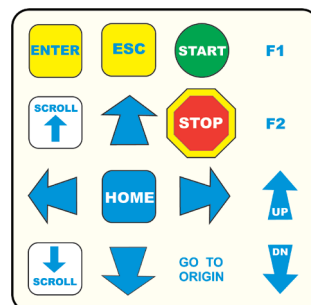 ENTER
ESC
START
F1
SCROLL
STOP
F2
HOME
UP
SCROLL
GO TO
ORIGIN
DN